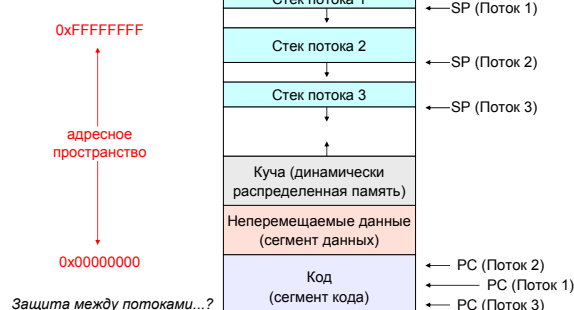 Стек потока 1
SP (Поток 1)
0xFFFFFFFF
Стек потока 2
SP (Поток 2)
Стек потока 3
SP (Поток 3)
адресное
пространство
Куча (динамически
распределенная память)
Неперемещаемые данные
(сегмент данных)
0x00000000
Код
(сегмент кода)
PC (Поток 2)
PC (Поток 1)
PC (Поток 3)
Защита между потоками...?